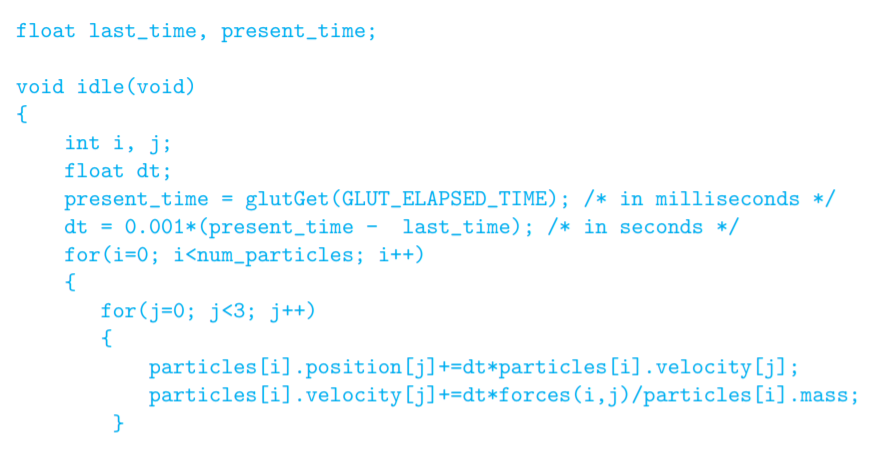 float last_time, present_time;
void idle(void)
{
int i, j;
float dt;
present_time = glutGet(GLUT_ELAPSED_TIME); /* in milliseconds */
dt = 0.001*(present_time - last_time); /* in seconds */
for(i=0; i<num_particles; i++)
{
for(j=0; j<3; j++)
{
particles[i].position[j]+=dt*particles[i].velocity[j];
particles[i].velocity[j]+=dt*forces(i,j)/particles[i].mass;
}